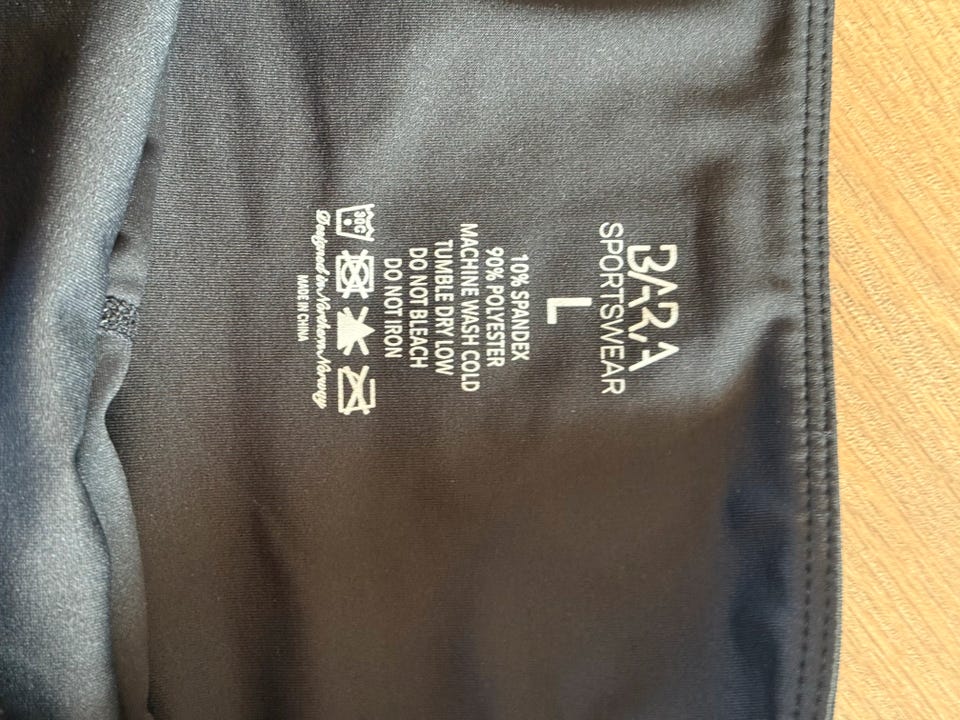 BARA
SPORTSWEAR
L
10% SPANDEX
90% POLYESTER
MACHINE WASH COLD
TUMBLE DRY LOW
DO NOT BLEACH
DO NOT IRON
30C
Designed in Northern Norway
MADE IN CHINA